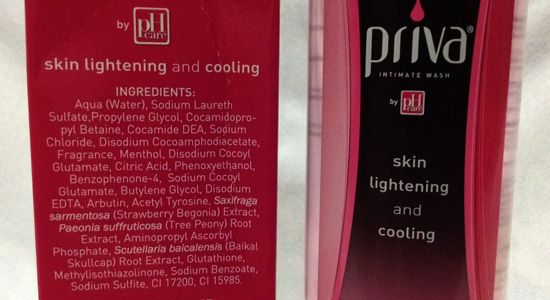 by pH care
skin lightening and cooling
INGREDIENTS:
Aqua (Water), Sodium Laureth
Sulfate,Propylene Glycol, Cocamidopro-
pyl Betaine, Cocamide DEA, Sodium
Chloride, Disodium Cocoamphodiacetate,
Fragrance, Menthol, Disodium Cocoyl
Glutamate, Citric Acid, Phenoxyethanol,
Benzophenone-4, Sodium Cocoyl
Glutamate, Butylene Glycol, Disodium
EDTA, Arbutin, Acetyl Tyrosine, Saxifraga
sarmentosa (Strawberry Begonia) Extract,
Paeonia suffruticosa (Tree Peony) Root
Extract, Aminopropyl Ascorbyl
Phosphate, Scutellaria baicalensis (Baikal
Skullcap) Root Extract, Glutathione,
Methylisothiazolinone, Sodium Benzoate,
Sodium Sulfite, CI 17200, CI 15985.
priva®
INTIMATE WASH
by pH care
skin
lightening
and
cooling